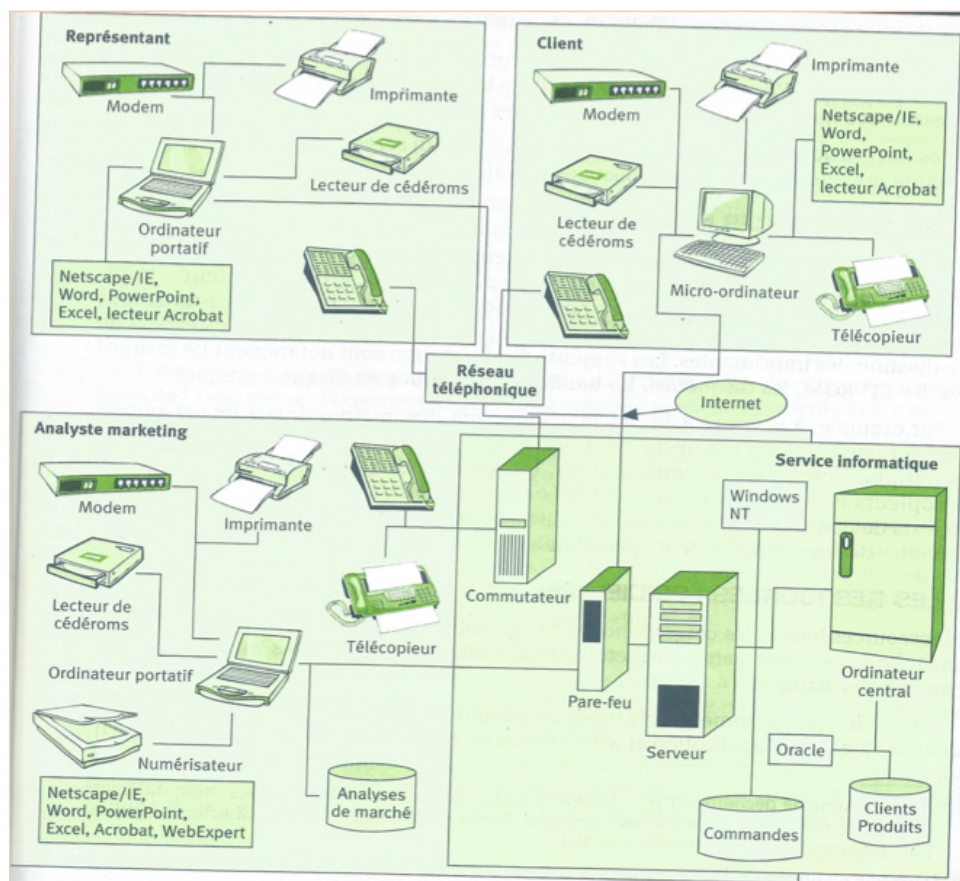 Représentant
Modem
Imprimante
Lecteur de cédéroms
Ordinateur
portatif
Netscape/IE,
Word, PowerPoint,
Excel, lecteur Acrobat
Client
Modem
Imprimante
Netscape/IE,
Word,
PowerPoint,
Excel,
lecteur Acrobat
Lecteur de
cédéroms
Micro-ordinateur
Télécopieur
Réseau
téléphonique
Internet
Analyste marketing
Modem
Imprimante
Lecteur de
cédéroms
Télécopieur
Ordinateur portatif
Numérisateur
Netscape/IE,
Word, PowerPoint,
Excel, Acrobat, WebExpert
Analyses
de marché
Service informatique
Windows
NT
Commutateur
Pare-feu
Serveur
Ordinateur
central
Oracle
Commandes
Clients
Produits